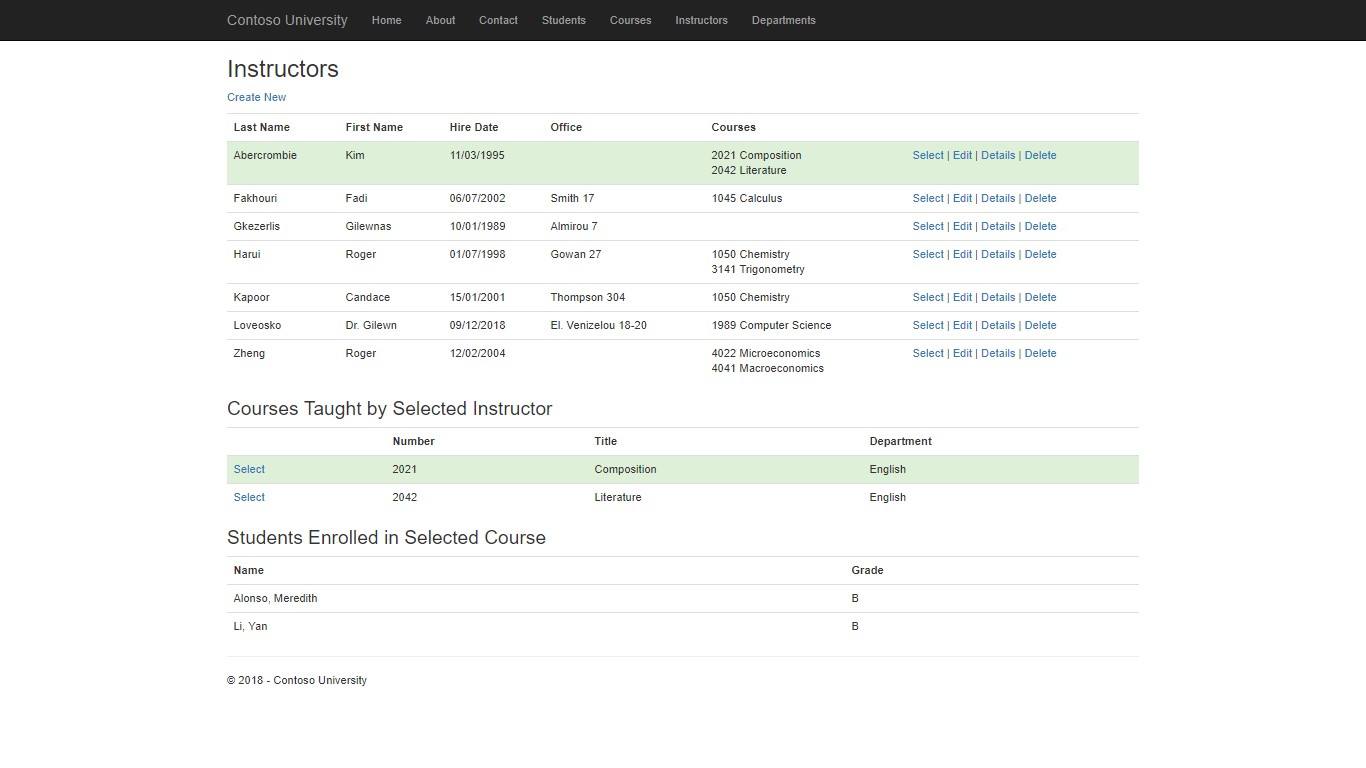 Contoso University Home About Contact Students Courses Instructors Departments
Instructors
Create New
Last Name First Name Hire Date Office Courses
Abercrombie Kim 11/03/1995 2021 Composition Select | Edit | Details | Delete
2042 Literature
Fakhouri Fadi 06/07/2002 Smith 17 1045 Calculus Select | Edit | Details | Delete
Gkezerlis Gilewnas 10/01/1989 Almirou 7 Select | Edit | Details | Delete
Harui Roger 01/07/1998 Gowan 27 1050 Chemistry Select | Edit | Details | Delete
3141 Trigonometry
Kapoor Candace 15/01/2001 Thompson 304 1050 Chemistry Select | Edit | Details | Delete
Loveosko Dr. Gilewn 09/12/2018 El. Venizelou 18-20 1989 Computer Science Select | Edit | Details | Delete
Zheng Roger 12/02/2004 4022 Microeconomics Select | Edit | Details | Delete
4041 Macroeconomics
Courses Taught by Selected Instructor
Number Title Department
Select 2021 Composition English
Select 2042 Literature English
Students Enrolled in Selected Course
Name Grade
Alonso, Meredith B
Li, Yan B
© 2018 - Contoso University